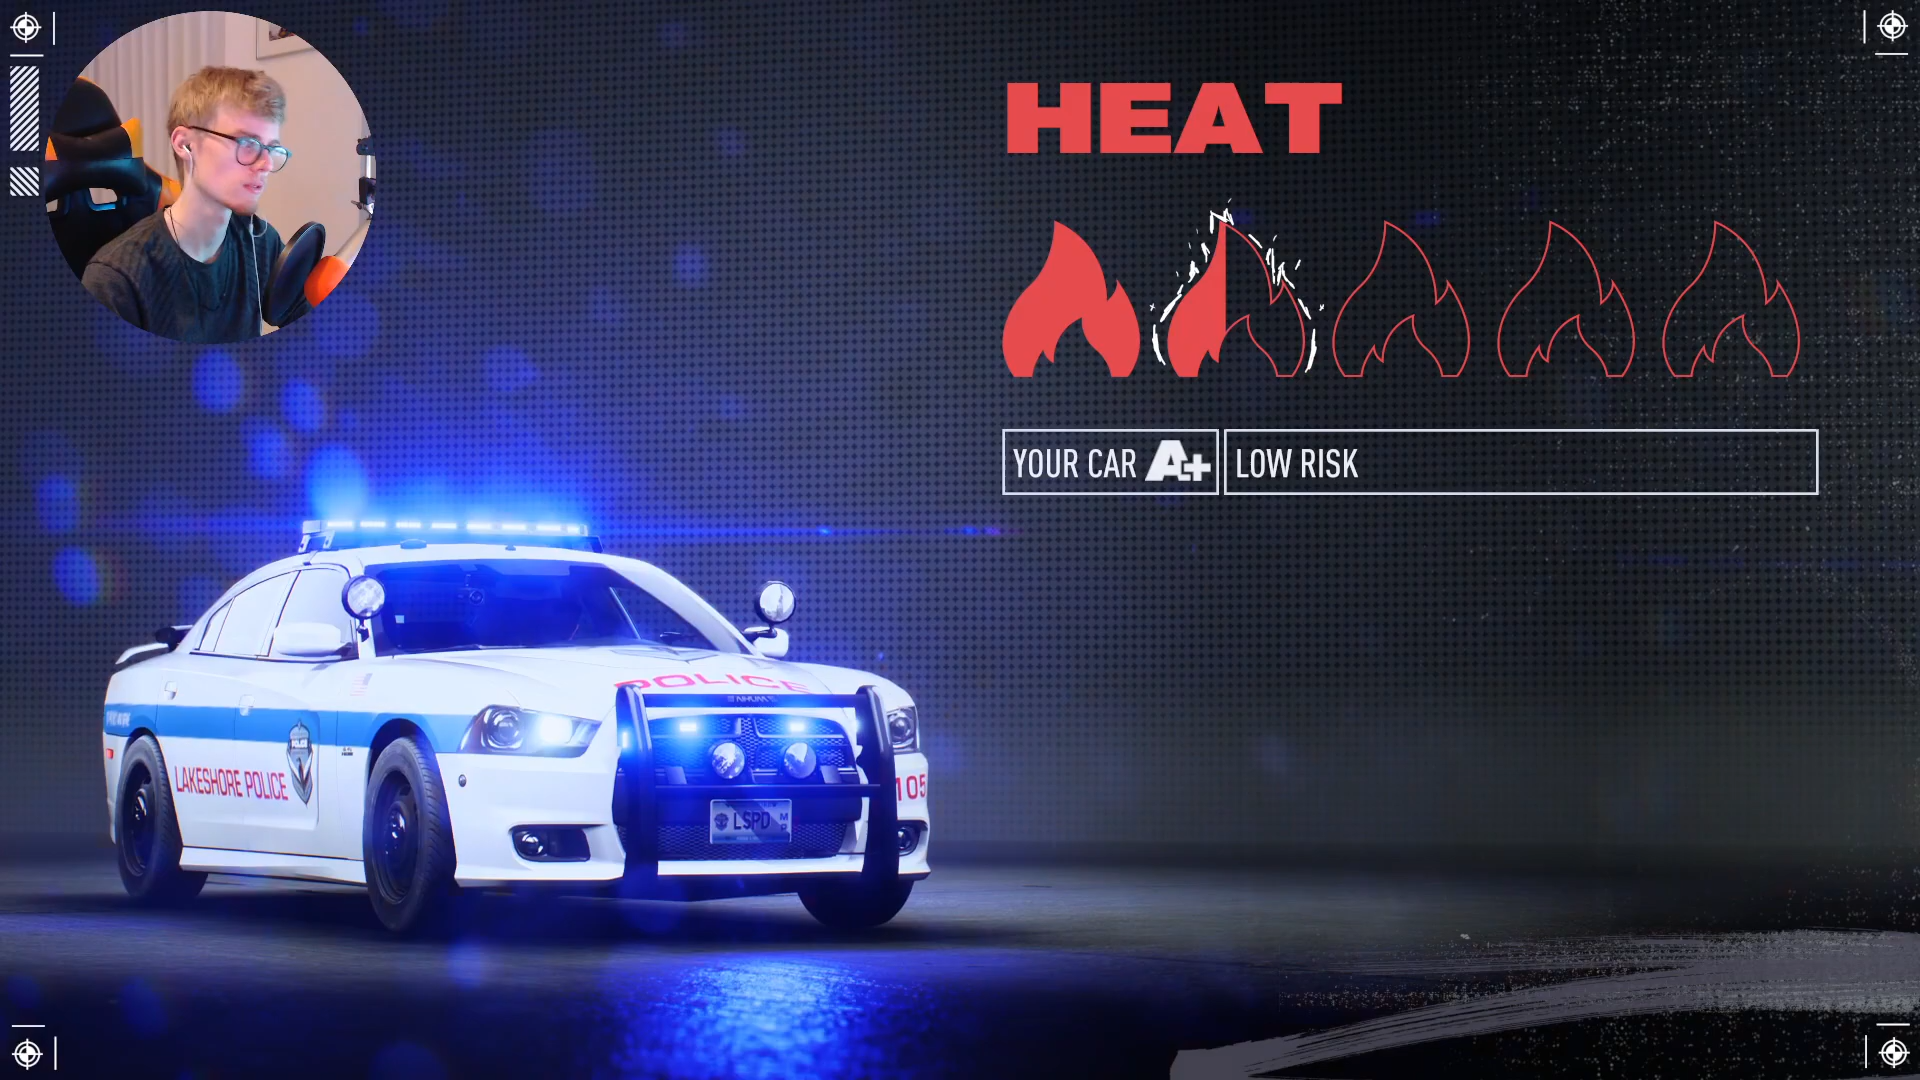 HEAT
YOUR CAR A+ LOW RISK
POLICE
LAKESHORE POLICE
105
LSPD